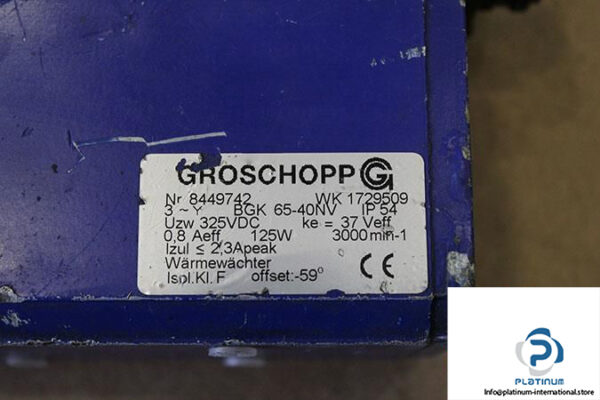 GROSCHOPP G
Nr 8449742 WK 1729509
3 ~ Y BGK 65-40NV IP 54
Uzw 325VDC ke = 37 Veff
0,8 Aeff 125W 3000min-1
Izul ≤ 2,3Apeak
Wärmewächter
Isol.Kl. F offset:-59° CE
PLATINUM
info@platinum-international.store